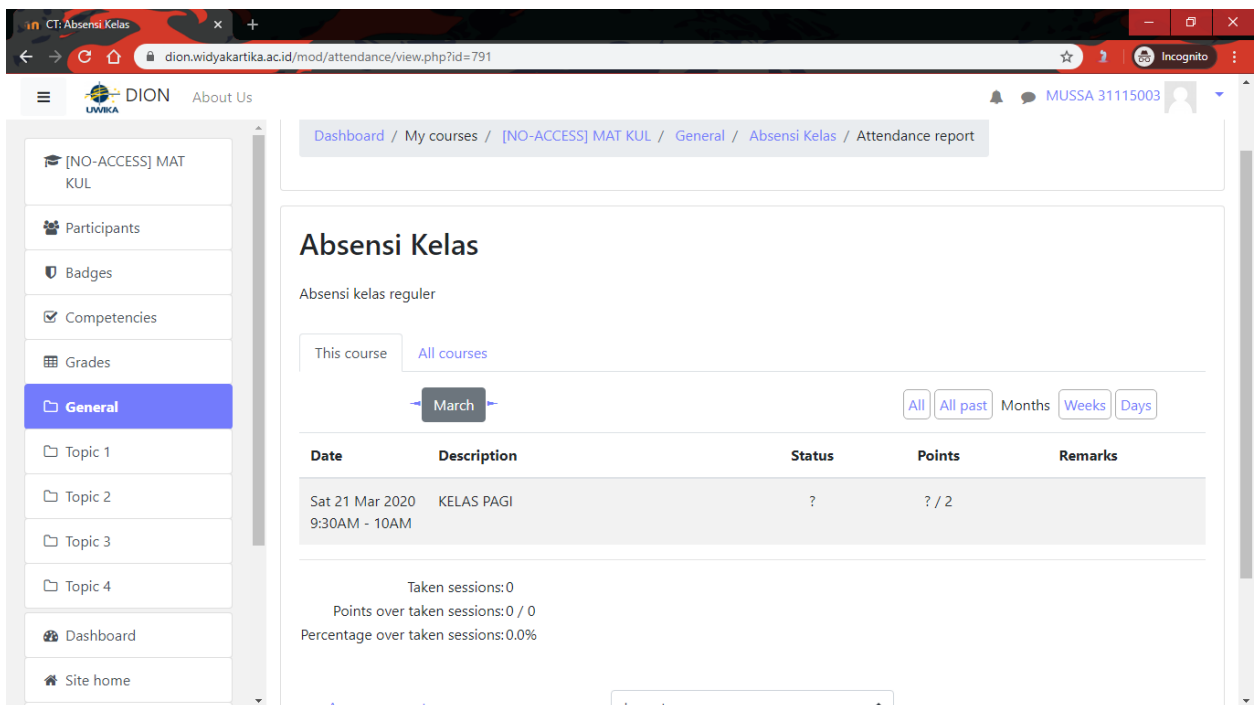 CT: Absensi Kelas
dion.widyakartika.ac.id/mod/attendance/view.php?id=791
Incognito
UWIKA
DION
About Us
MUSSA 31115003
[NO-ACCESS] MAT
KUL
Participants
Badges
Competencies
Grades
General
Topic 1
Topic 2
Topic 3
Topic 4
Dashboard
Site home
Dashboard / My courses / [NO-ACCESS] MAT KUL / General / Absensi Kelas / Attendance report
Absensi Kelas
Absensi kelas reguler
This course All courses
March
All All past Months Weeks Days
Date Description Status Points Remarks
Sat 21 Mar 2020 KELAS PAGI ? ? / 2
9:30AM - 10AM
Taken sessions: 0
Points over taken sessions: 0 / 0
Percentage over taken sessions: 0.0%